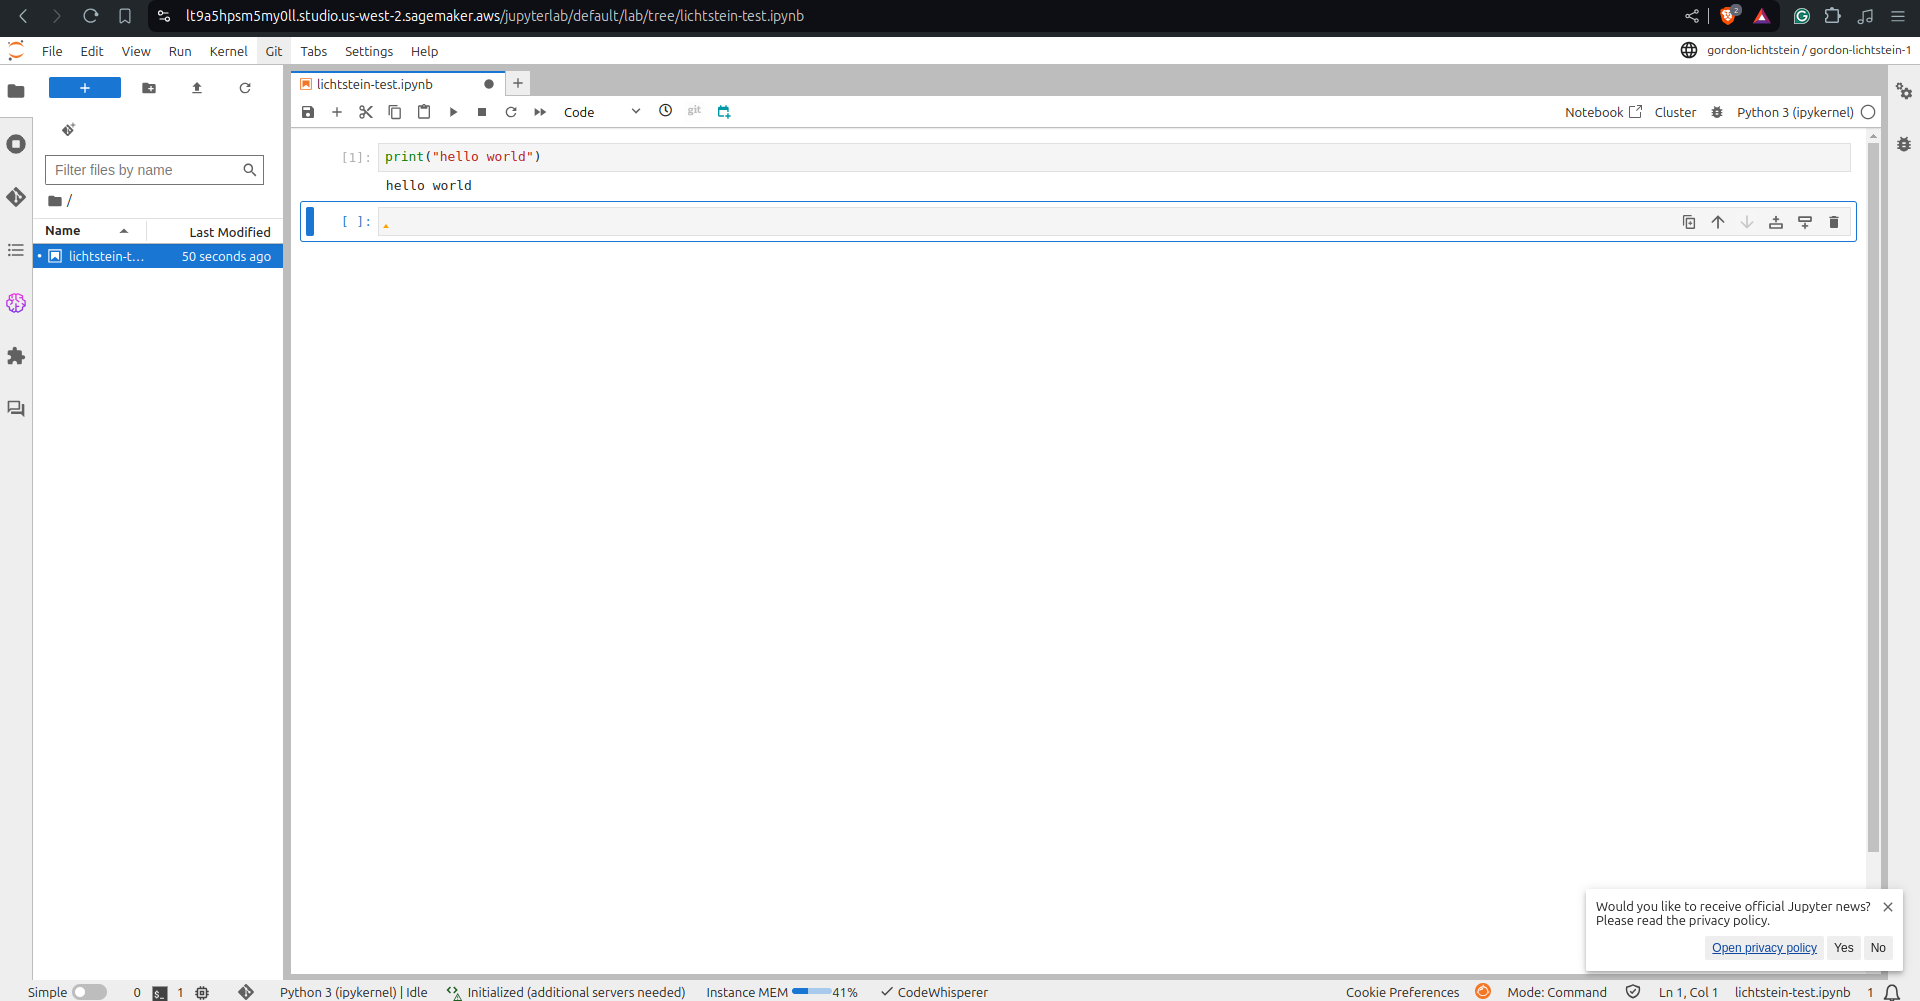 lt9a5hpsm5my0ll.studio.us-west-2.sagemaker.aws/jupyterlab/default/lab/tree/lichtstein-test.ipynb
2
File Edit View Run Kernel Git Tabs Settings Help
gordon-lichtstein / gordon-lichtstein-1
lichtstein-test.ipynb
Code
git
Notebook
Cluster
Python 3 (ipykernel)
Filter files by name
/
Name
Last Modified
lichtstein-t…
50 seconds ago
[1]:
print("hello world")
hello world
[ ]:
Would you like to receive official Jupyter news?
Please read the privacy policy.
Open privacy policy
Yes
No
Simple
0
$_
1
Python 3 (ipykernel) | Idle
Initialized (additional servers needed)
Instance MEM
41%
CodeWhisperer
Cookie Preferences
Mode: Command
Ln 1, Col 1
lichtstein-test.ipynb
1